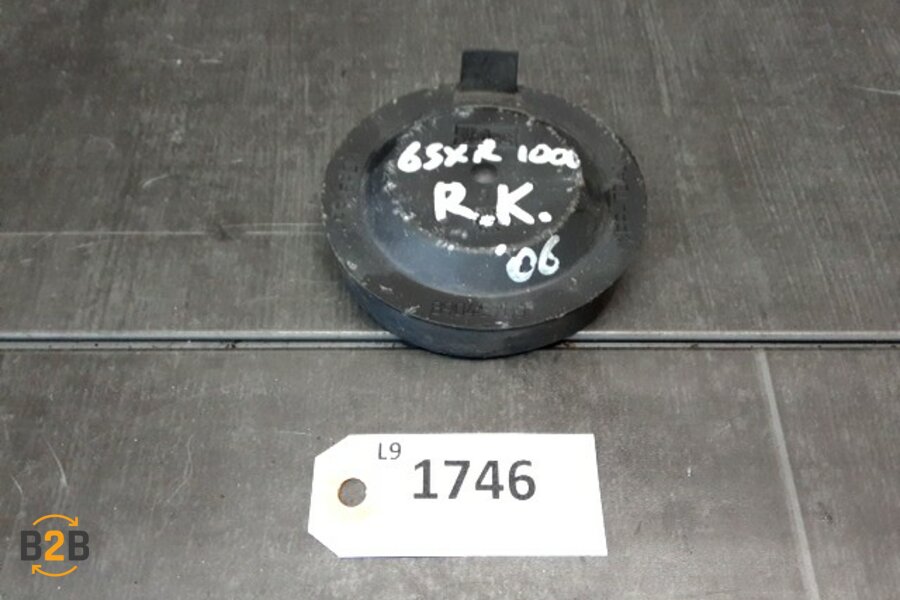 GSXR 1000
R.K.
'06
L9
1746
B2B